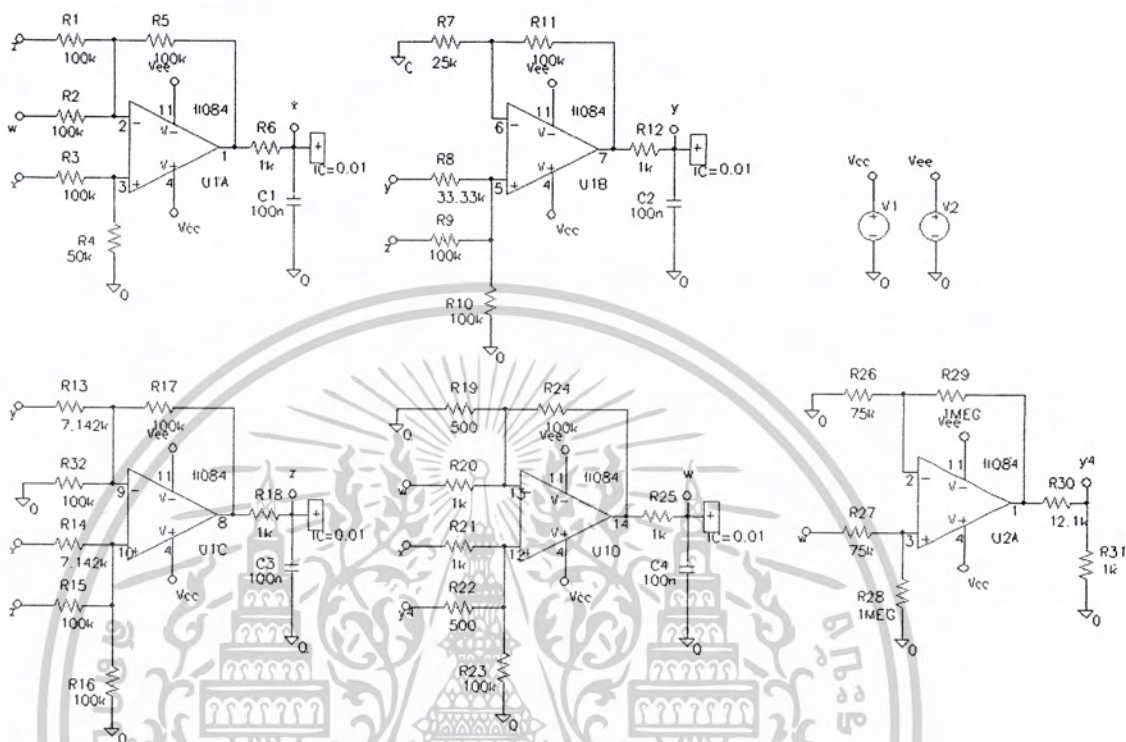 R1
100k
R5
100k
Vee
z
w
R2
100k
R3
100k
x
R4
50k
0
11
tl084
V-
V+
2
3
1
4
U1A
Vcc
R6
1k
x
IC=0.01
C1
100n
0
R7
25k
R11
100k
Vee
11
tl084
V-
V+
6
5
7
4
U1B
Vcc
R8
33.33k
y
R9
100k
z
R10
100k
0
R12
1k
y
IC=0.01
C2
100n
0
Vcc
Vee
V1
V2
0
0
R13
7.142k
y
R17
100k
Vee
R32
100k
0
R14
7.142k
x
R15
100k
z
R16
100k
0
11
tl084
V-
V+
9
10
8
4
U1C
Vcc
R18
1k
z
IC=0.01
C3
100n
0
R19
500
0
R24
100k
Vee
R20
1k
w
R21
1k
x
R22
500
y4
R23
100k
0
11
tl084
V-
V+
13
12
14
4
U1D
Vcc
R25
1k
w
IC=0.01
C4
100n
0
R26
75k
0
R29
1MEG
Vee
11
tl084
V-
V+
2
3
1
4
U2A
Vcc
R27
75k
w
R28
1MEG
0
R30
12.1k
y4
R31
1k
0